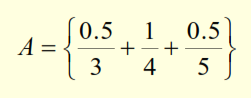 A = {0.5/3 + 1/4 + 0.5/5}